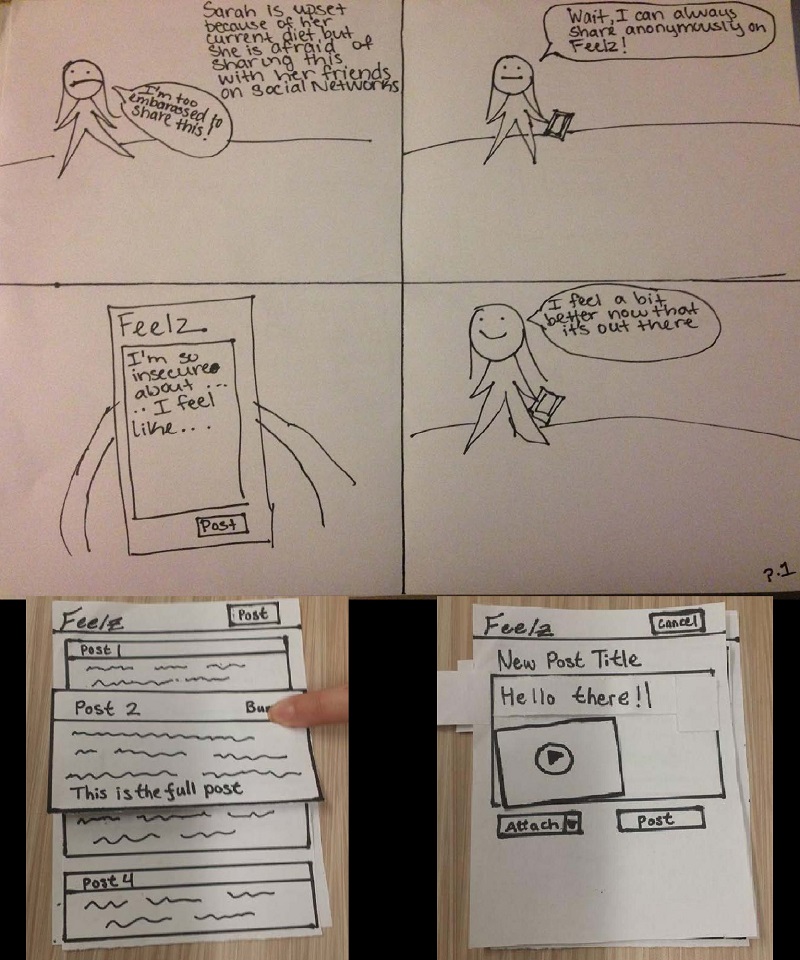 Sarah is upset
because of her
current diet, but
she is afraid of
sharing this
with her friends
on Social Networks
I'm too
embarassed to
share this!
Wait, I can always
share anonymously on
Feelz!
Feelz
I'm so
insecure
about ...
.. I feel
like...
Post
I feel a bit
better now that
it's out there
P.1
Feelz
Post
Post 1
Post 2
This is the full post
Post 4
Feelz
Cancel
New Post Title
Hello there!!
Attach
Post